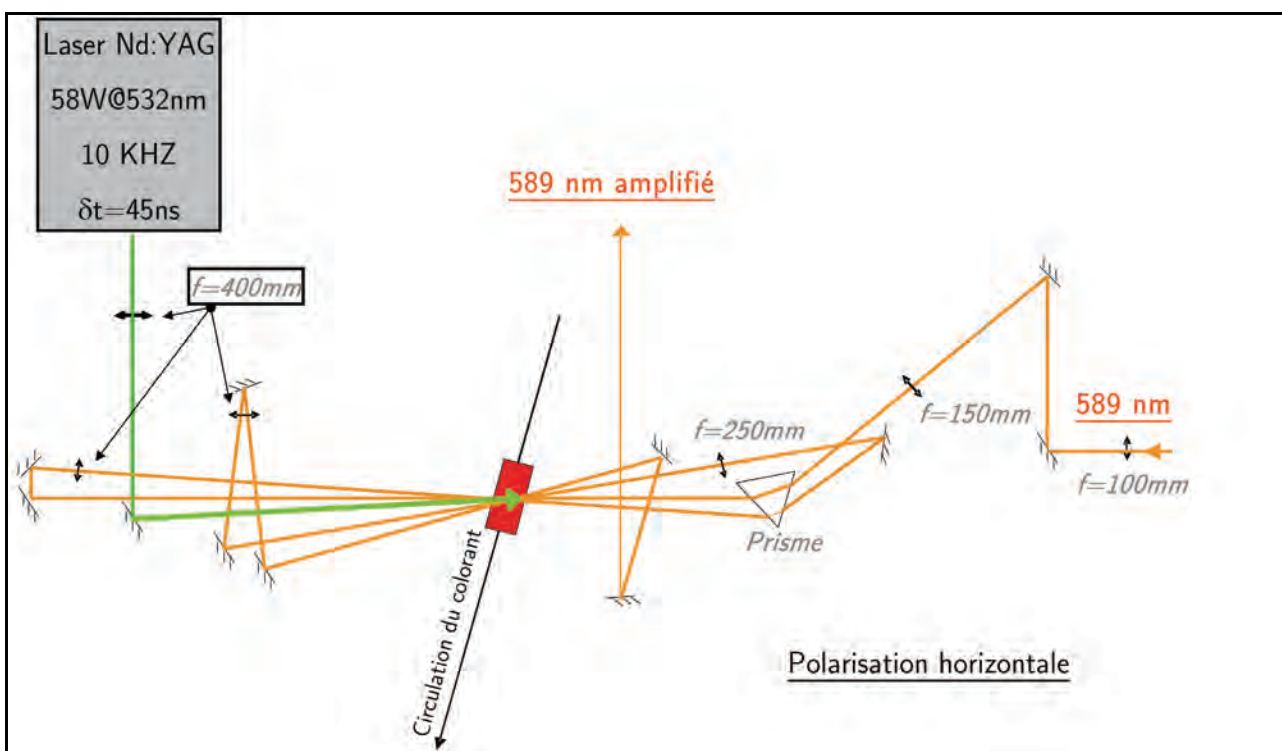 Laser Nd:YAG
58W@532nm
10 KHZ
δt=45ns
589 nm amplifié
f=400mm
f=150mm
589 nm
f=250mm
f=100mm
Prisme
Circulation du colorant
Polarisation horizontale